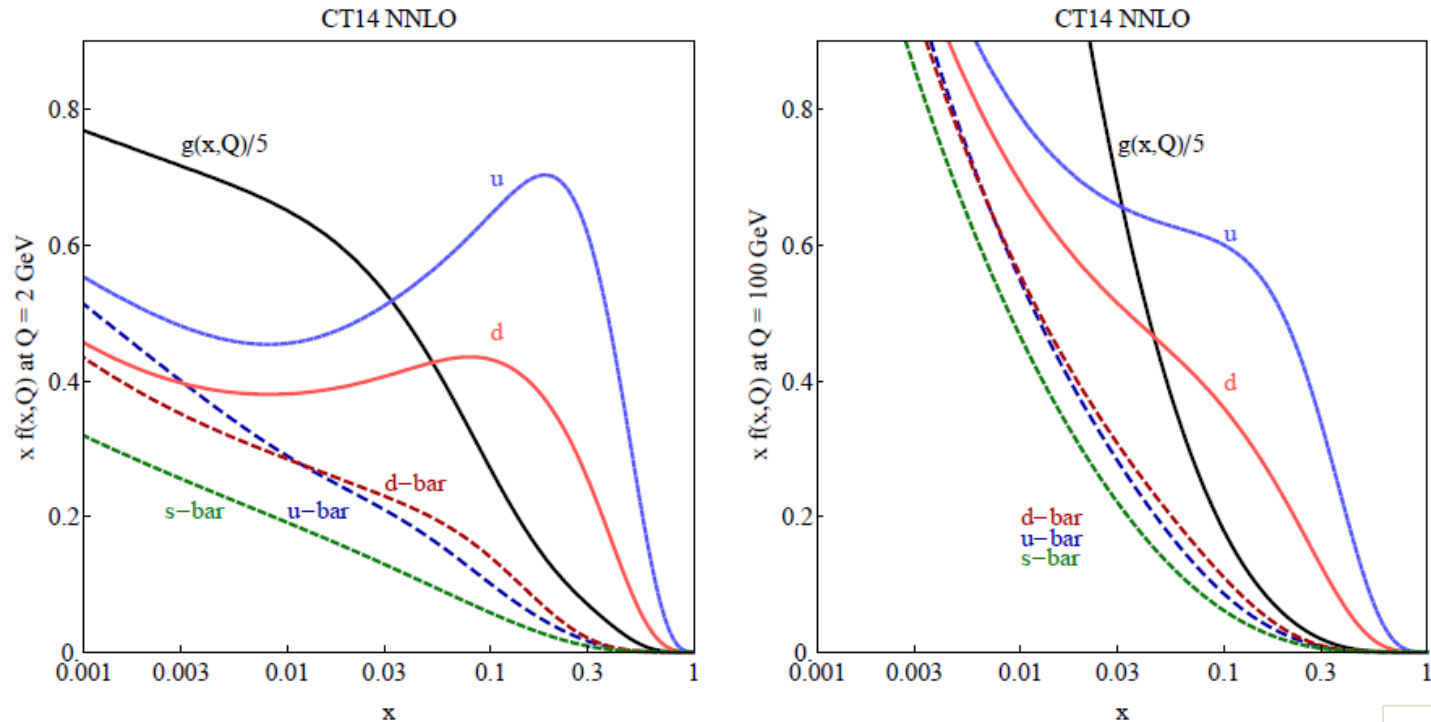 CT14 NNLO
x f(x,Q) at Q = 2 GeV
0.8
0.6
0.4
0.2
0.
g(x,Q)/5
u
d
d−bar
s−bar
u−bar
0.001
0.003
0.01
0.03
0.1
0.3
1
x
CT14 NNLO
x f(x,Q) at Q = 100 GeV
0.8
0.6
0.4
0.2
0.
g(x,Q)/5
u
d
d−bar
u−bar
s−bar
0.001
0.003
0.01
0.03
0.1
0.3
1
x